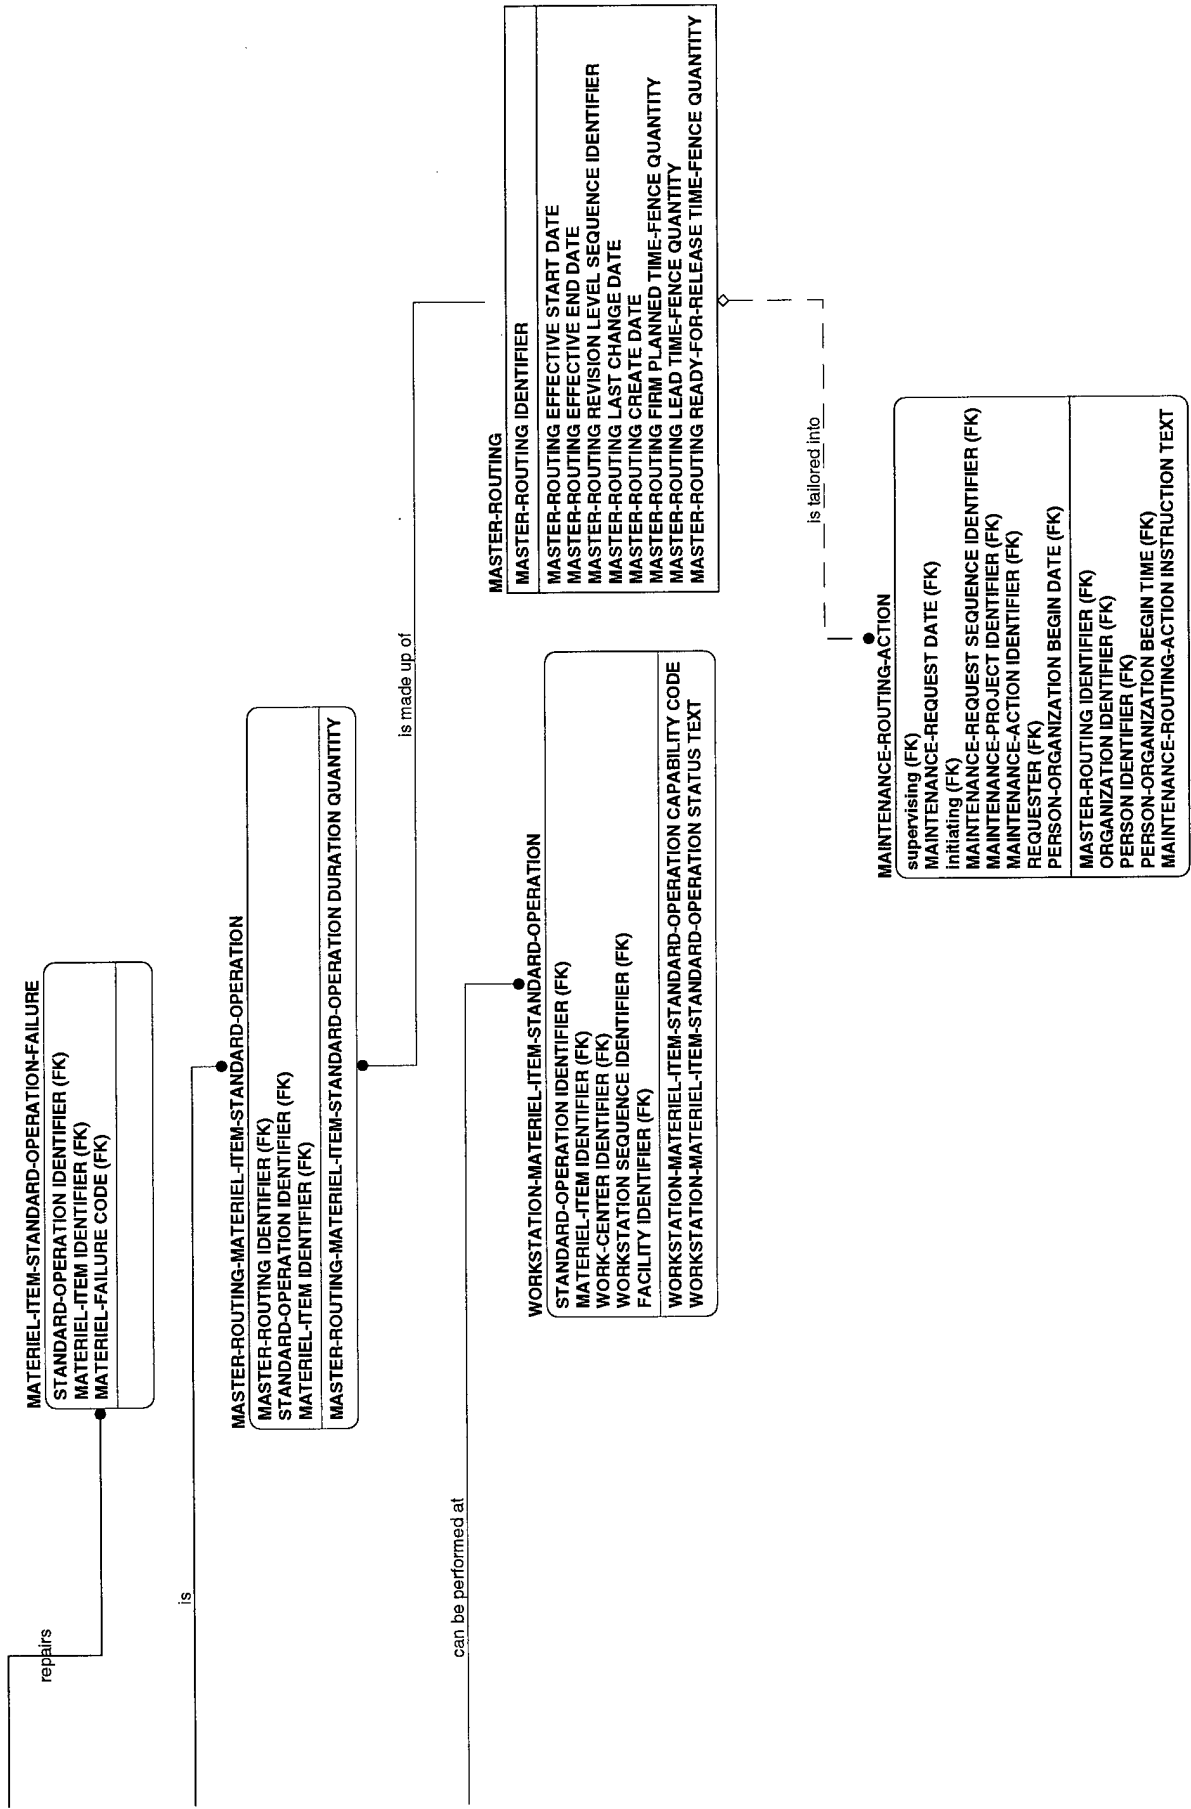 repairs
MATERIEL-ITEM-STANDARD-OPERATION-FAILURE
STANDARD-OPERATION IDENTIFIER (FK)
MATERIEL-ITEM IDENTIFIER (FK)
MATERIEL-FAILURE CODE (FK)
is
MASTER-ROUTING-MATERIEL-ITEM-STANDARD-OPERATION
MASTER-ROUTING IDENTIFIER (FK)
STANDARD-OPERATION IDENTIFIER (FK)
MATERIEL-ITEM IDENTIFIER (FK)
MASTER-ROUTING-MATERIEL-ITEM-STANDARD-OPERATION DURATION QUANTITY
is made up of
can be performed at
WORKSTATION-MATERIEL-ITEM-STANDARD-OPERATION
STANDARD-OPERATION IDENTIFIER (FK)
MATERIEL-ITEM IDENTIFIER (FK)
WORK-CENTER IDENTIFIER (FK)
WORKSTATION SEQUENCE IDENTIFIER (FK)
FACILITY IDENTIFIER (FK)
WORKSTATION-MATERIEL-ITEM-STANDARD-OPERATION CAPABILITY CODE
WORKSTATION-MATERIEL-ITEM-STANDARD-OPERATION STATUS TEXT
MASTER-ROUTING
MASTER-ROUTING IDENTIFIER
MASTER-ROUTING EFFECTIVE START DATE
MASTER-ROUTING EFFECTIVE END DATE
MASTER-ROUTING REVISION LEVEL SEQUENCE IDENTIFIER
MASTER-ROUTING LAST CHANGE DATE
MASTER-ROUTING CREATE DATE
MASTER-ROUTING FIRM PLANNED TIME-FENCE QUANTITY
MASTER-ROUTING LEAD TIME-FENCE QUANTITY
MASTER-ROUTING READY-FOR-RELEASE TIME-FENCE QUANTITY
is tailored into
MAINTENANCE-ROUTING-ACTION
supervising (FK)
MAINTENANCE-REQUEST DATE (FK)
initiating (FK)
MAINTENANCE-REQUEST SEQUENCE IDENTIFIER (FK)
MAINTENANCE-PROJECT IDENTIFIER (FK)
MAINTENANCE-ACTION IDENTIFIER (FK)
REQUESTER (FK)
PERSON-ORGANIZATION BEGIN DATE (FK)
MASTER-ROUTING IDENTIFIER (FK)
ORGANIZATION IDENTIFIER (FK)
PERSON IDENTIFIER (FK)
PERSON-ORGANIZATION BEGIN TIME (FK)
MAINTENANCE-ROUTING-ACTION INSTRUCTION TEXT